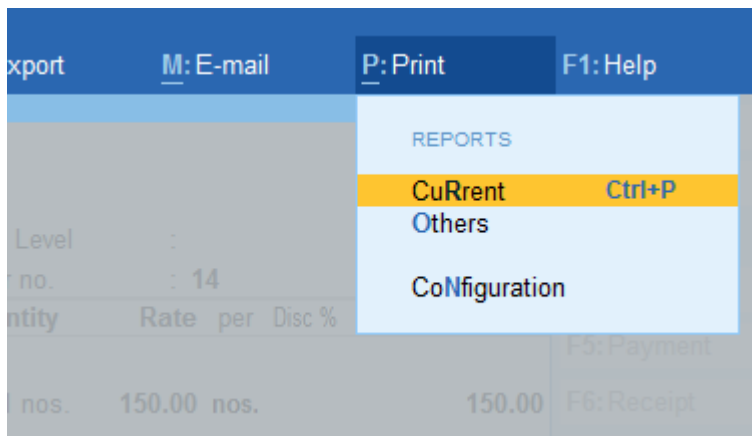 xport M: E-mail P: Print F1: Help
REPORTS
CuRrent Ctrl+P
Others
Level :
r no. : 14
CoNfiguration
ntity Rate per Disc %
F5: Payment
nos. 150.00 nos. 150.00 F6: Receipt